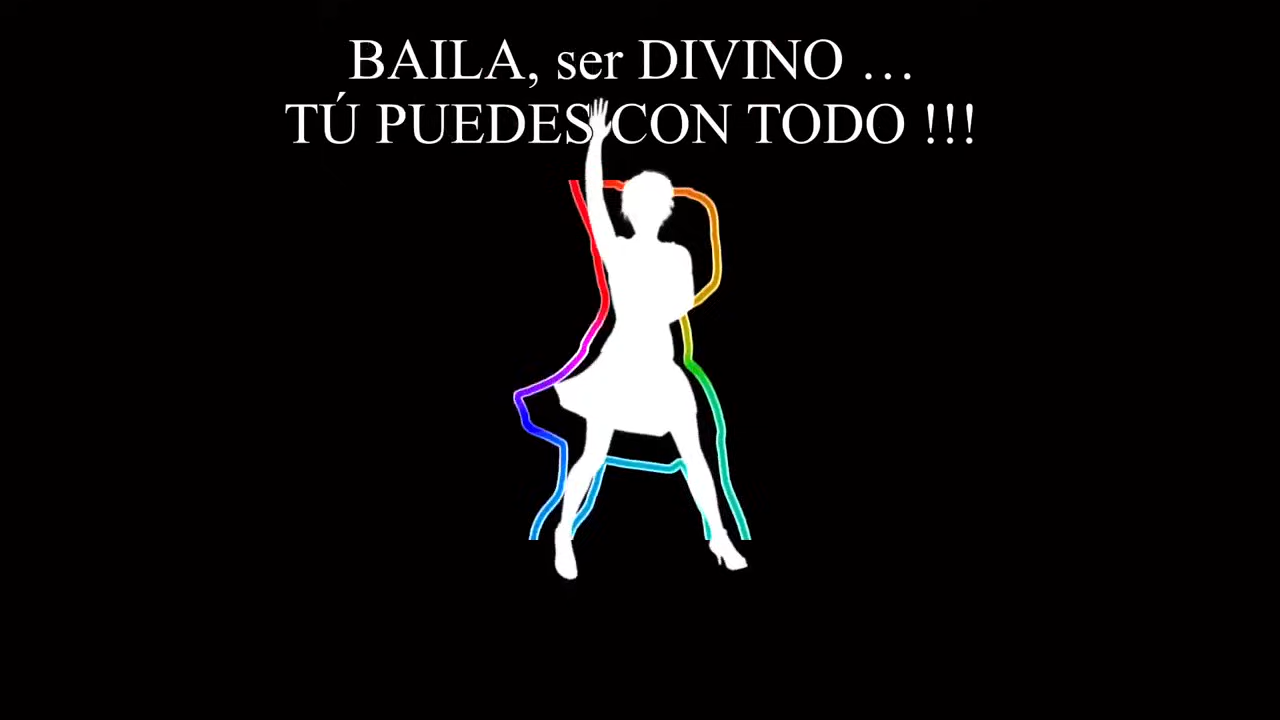 BAILA, ser DIVINO …
TÚ PUEDES CON TODO !!!